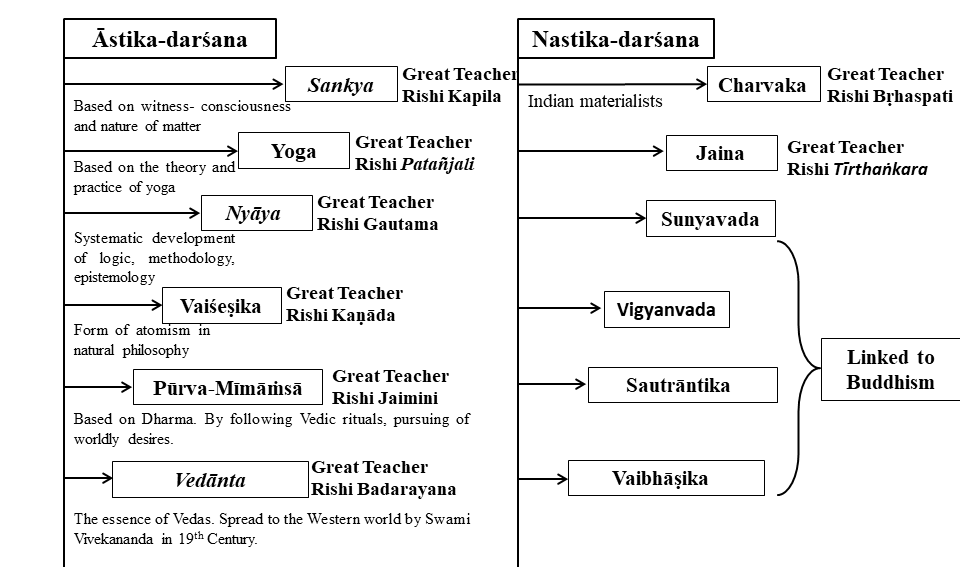 Āstika-darśana
Sankya
Great Teacher
Rishi Kapila
Based on witness- consciousness
and nature of matter
Yoga
Great Teacher
Rishi Patañjali
Based on the theory and
practice of yoga
Nyāya
Great Teacher
Rishi Gautama
Systematic development
of logic, methodology,
epistemology
Vaiśeṣika
Great Teacher
Rishi Kaṇāda
Form of atomism in
natural philosophy
Pūrva-Mīmāṁsā
Great Teacher
Rishi Jaimini
Based on Dharma. By following Vedic rituals, pursuing of
worldly desires.
Vedānta
Great Teacher
Rishi Badarayana
The essence of Vedas. Spread to the Western world by Swami
Vivekananda in 19th Century.
Nastika-darśana
Charvaka
Great Teacher
Rishi Bṛhaspati
Indian materialists
Jaina
Great Teacher
Rishi Tīrthaṅkara
Sunyavada
Vigyanvada
Sautrāntika
Vaibhāṣika
Linked to
Buddhism